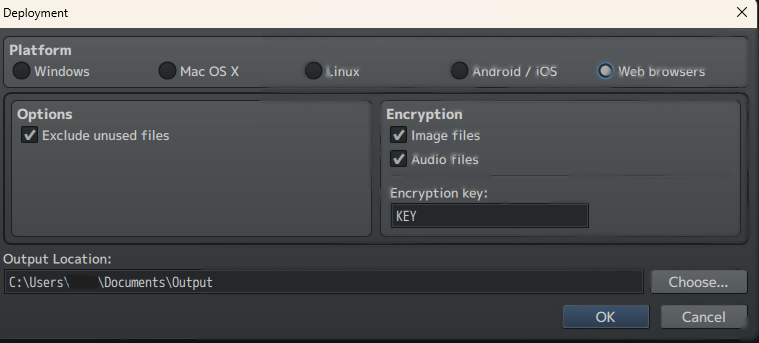 Deployment
Platform
Windows Mac OS X Linux Android / iOS Web browsers
Options
Exclude unused files
Encryption
Image files
Audio files
Encryption key:
KEY
Output Location:
C:\Users\ \Documents\Output
Choose...
OK Cancel